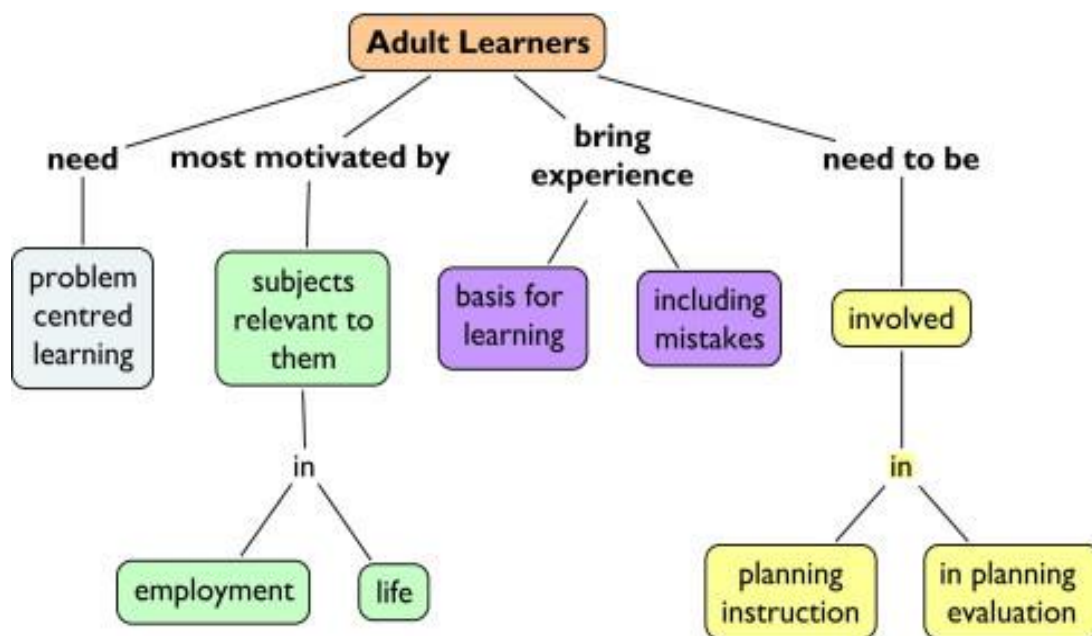 Adult Learners
need
most motivated by
bring
experience
need to be
problem
centred
learning
subjects
relevant to
them
basis for
learning
including
mistakes
involved
in
in
employment
life
planning
instruction
in planning
evaluation